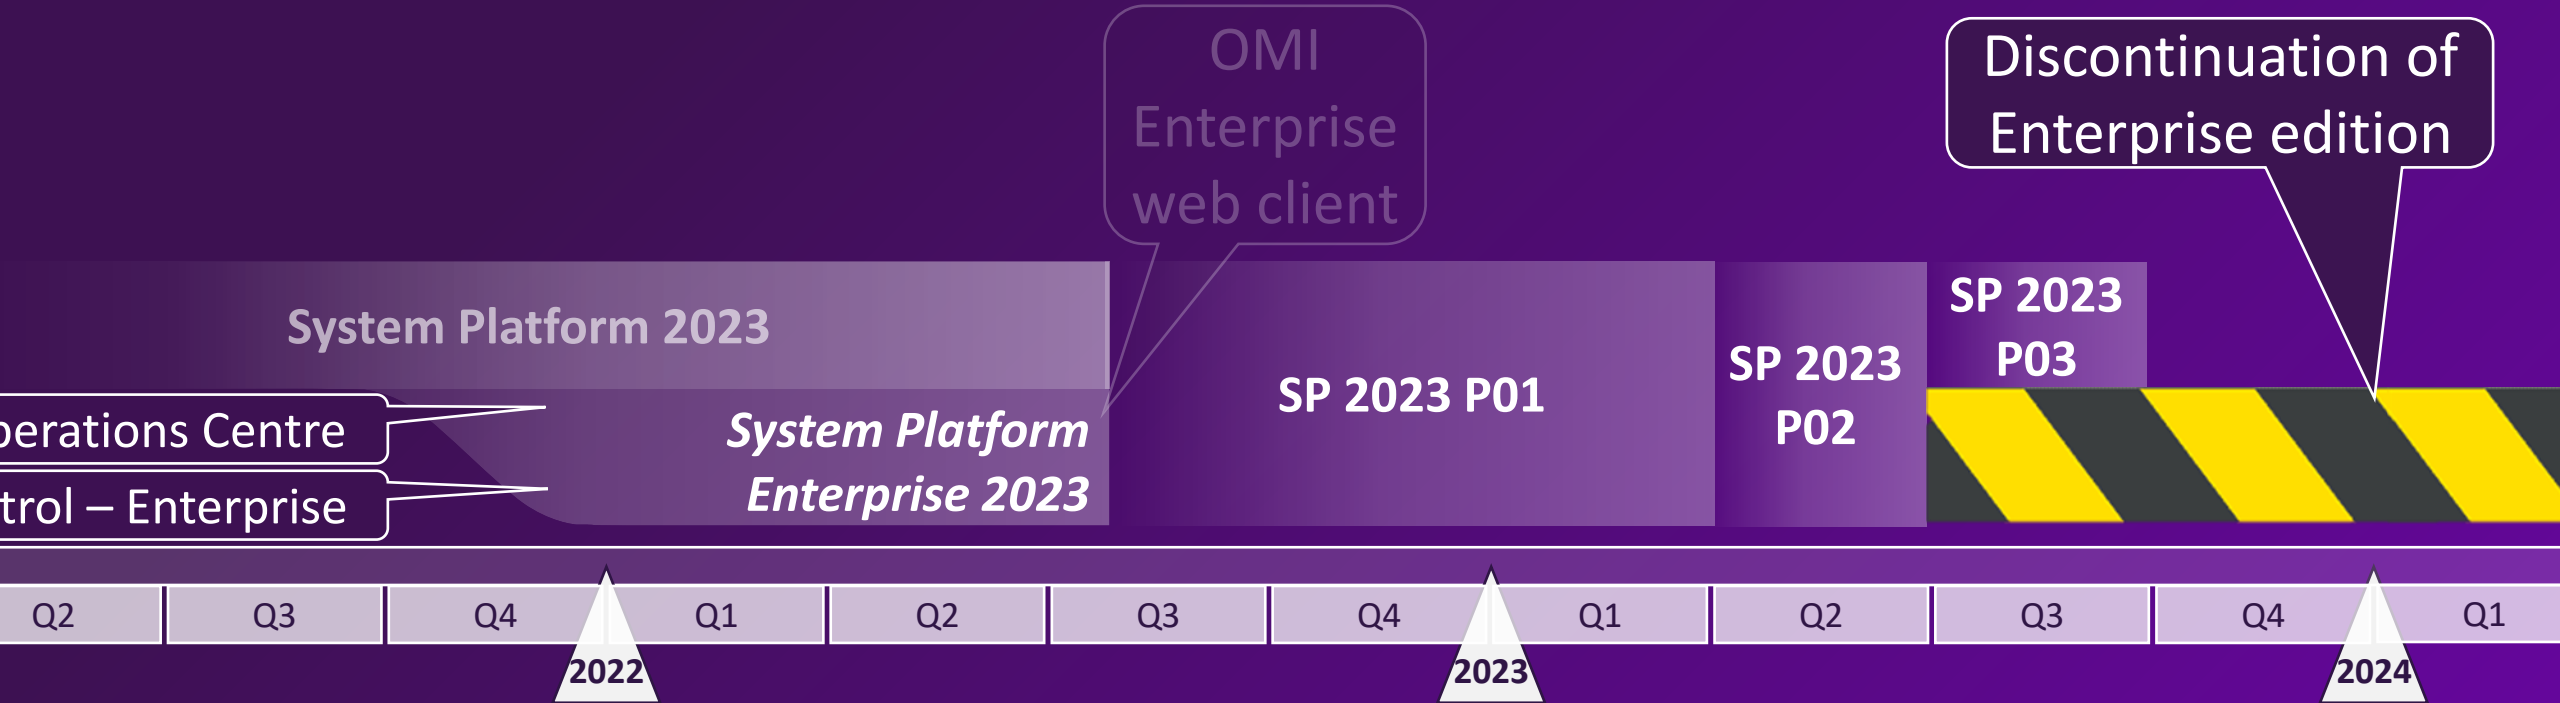 OMI
Enterprise
web client
Discontinuation of
Enterprise edition
System Platform 2023
SP 2023
P03
SP 2023 P01
SP 2023
P02
System Platform
Enterprise 2023
perations Centre
trol – Enterprise
Q2 Q3 Q4 Q1 Q2 Q3 Q4 Q1 Q2 Q3 Q4 Q1
2022 2023 2024